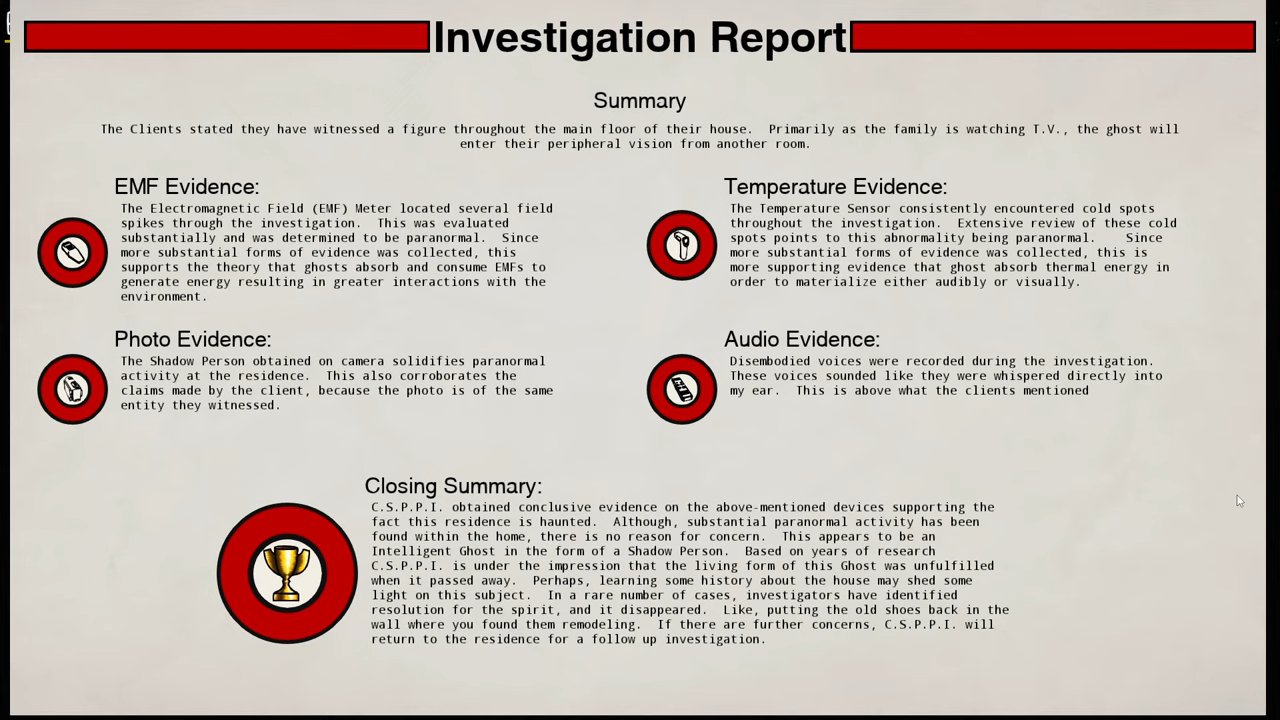 Investigation Report
Summary
The Clients stated they have witnessed a figure throughout the main floor of their house.  Primarily as the family is watching T.V., the ghost will
enter their peripheral vision from another room.
EMF Evidence:
The Electromagnetic Field (EMF) Meter located several field
spikes through the investigation.  This was evaluated
substantially and was determined to be paranormal.  Since
more substantial forms of evidence was collected, this
supports the theory that ghosts absorb and consume EMFs to
generate energy resulting in greater interactions with the
environment.
Temperature Evidence:
The Temperature Sensor consistently encountered cold spots
throughout the investigation.  Extensive review of these cold
spots points to this abnormality being paranormal.    Since
more substantial forms of evidence was collected, this is
more supporting evidence that ghost absorb thermal energy in
order to materialize either audibly or visually.
Photo Evidence:
The Shadow Person obtained on camera solidifies paranormal
activity at the residence.  This also corroborates the
claims made by the client, because the photo is of the same
entity they witnessed.
Audio Evidence:
Disembodied voices were recorded during the investigation.
These voices sounded like they were whispered directly into
my ear.  This is above what the clients mentioned
Closing Summary:
C.S.P.P.I. obtained conclusive evidence on the above-mentioned devices supporting the
fact this residence is haunted.  Although, substantial paranormal activity has been
found within the home, there is no reason for concern.  This appears to be an
Intelligent Ghost in the form of a Shadow Person.  Based on years of research
C.S.P.P.I. is under the impression that the living form of this Ghost was unfulfilled
when it passed away.  Perhaps, learning some history about the house may shed some
light on this subject.  In a rare number of cases, investigators have identified
resolution for the spirit, and it disappeared.  Like, putting the old shoes back in the
wall where you found them remodeling.  If there are further concerns, C.S.P.P.I. will
return to the residence for a follow up investigation.